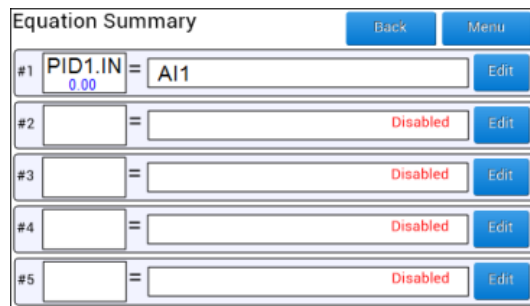 Equation Summary Back Menu
#1 PID1.IN = AI1 Edit
0.00
#2 = Disabled Edit
#3 = Disabled Edit
#4 = Disabled Edit
#5 = Disabled Edit